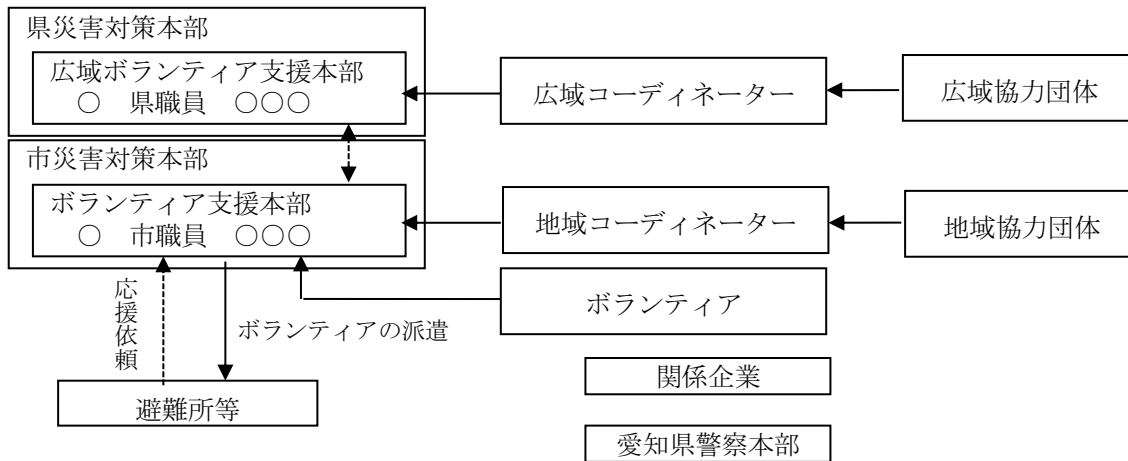 県災害対策本部
広域ボランティア支援本部
○　県職員　○○○
広域コーディネーター
広域協力団体
市災害対策本部
ボランティア支援本部
○　市職員　○○○
地域コーディネーター
地域協力団体
ボランティア
応援依頼
ボランティアの派遣
関係企業
避難所等
愛知県警察本部